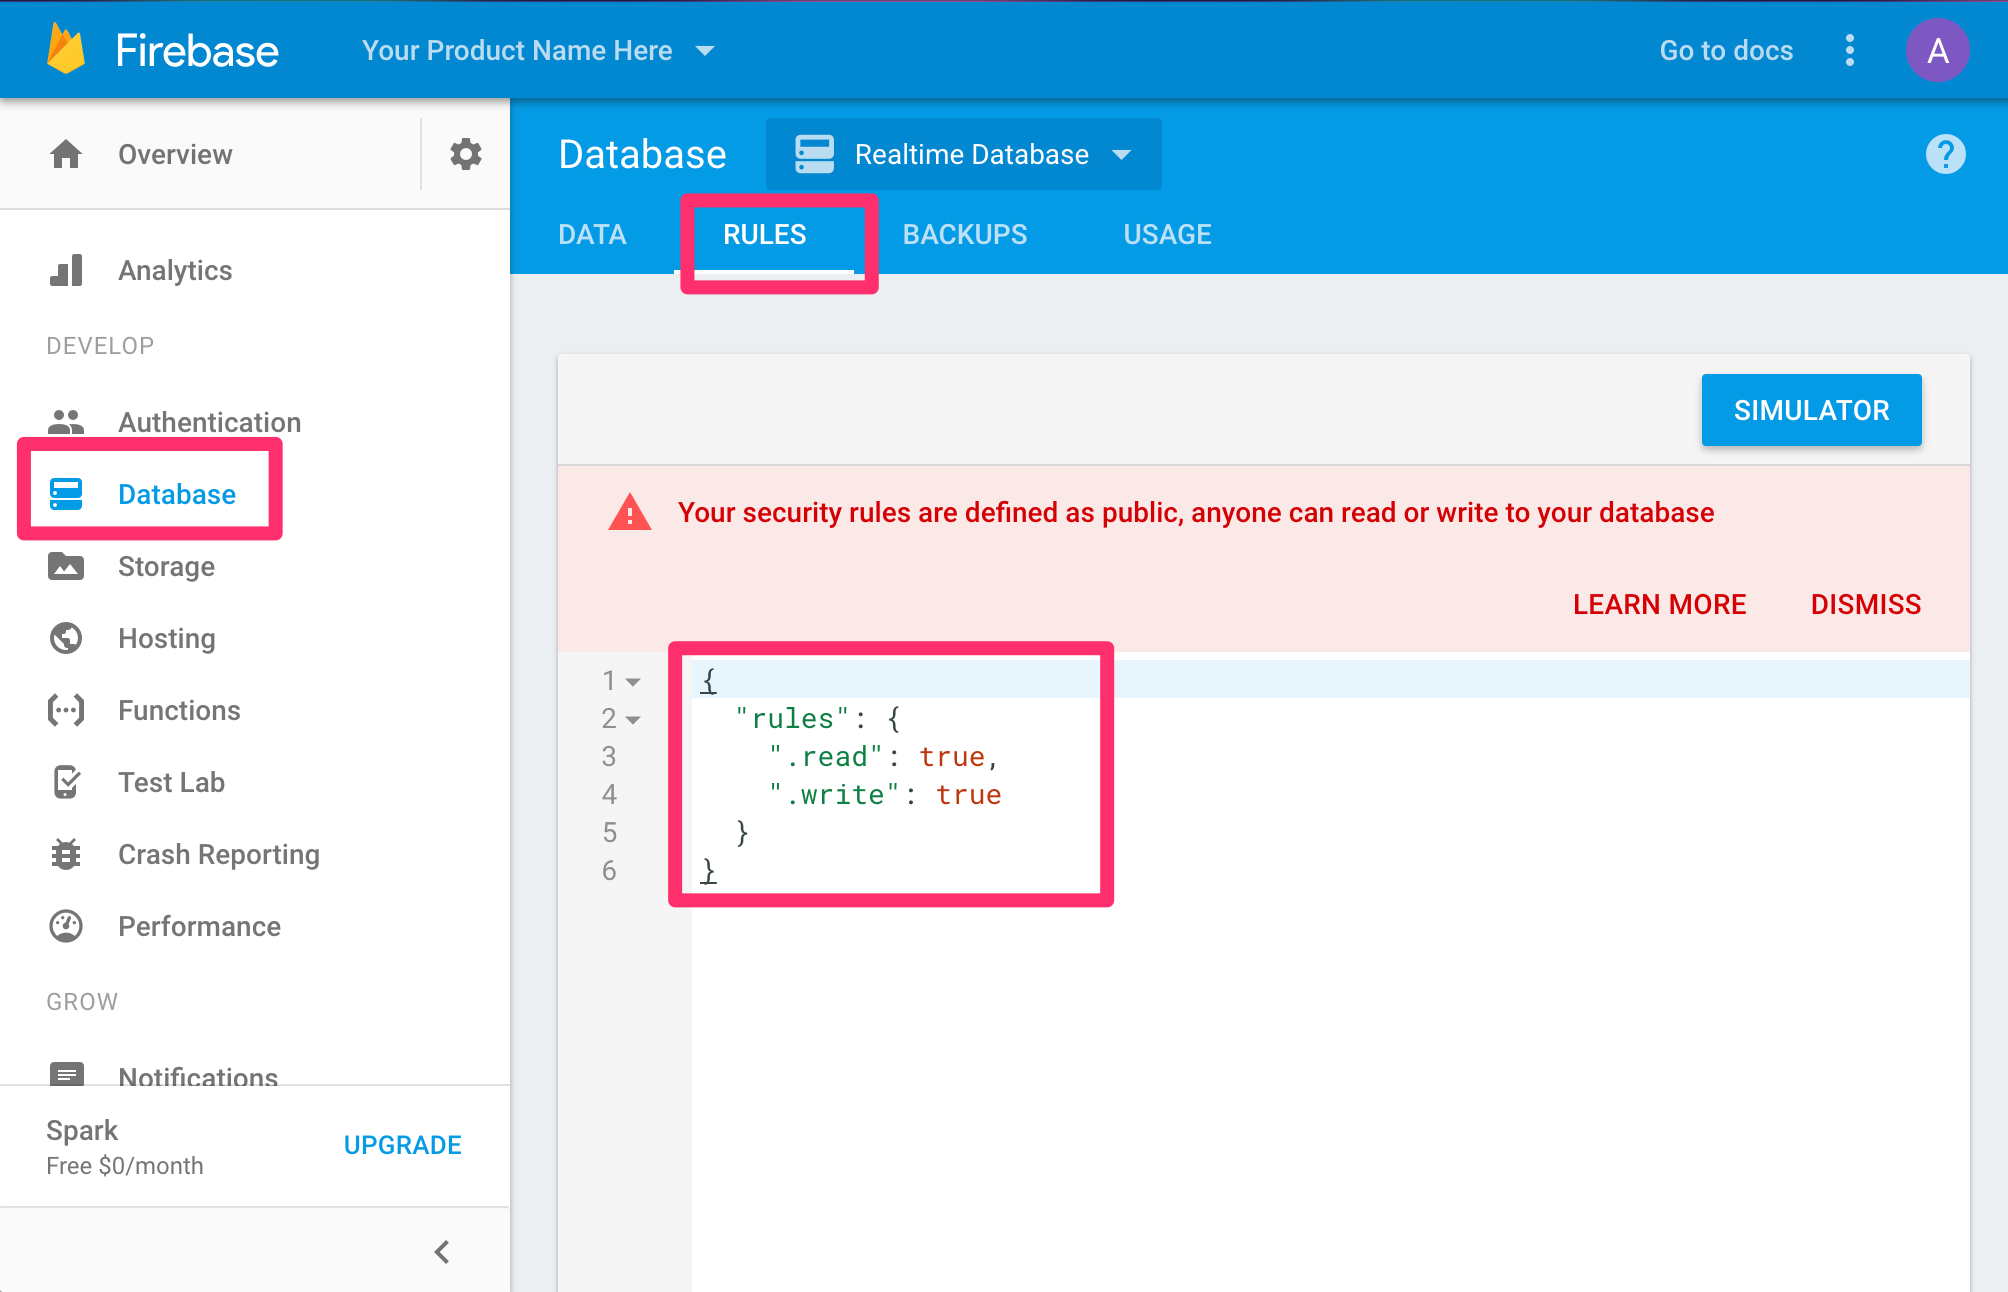 Firebase
Your Product Name Here
Go to docs
A
Overview
Analytics
DEVELOP
Authentication
Database
Storage
Hosting
Functions
Test Lab
Crash Reporting
Performance
GROW
Notifications
Spark
Free $0/month
UPGRADE
Database
Realtime Database
?
DATA
RULES
BACKUPS
USAGE
SIMULATOR
Your security rules are defined as public, anyone can read or write to your database
LEARN MORE
DISMISS
1 {
2 "rules": {
3 ".read": true,
4 ".write": true
5 }
6 }